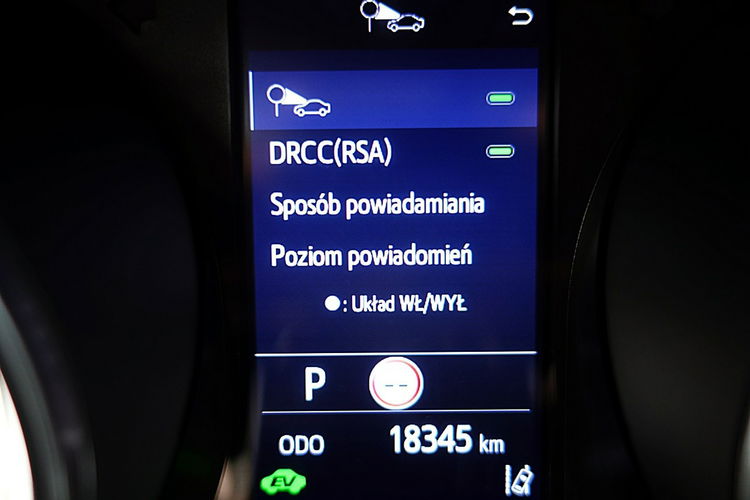 DRCC(RSA)
Sposób powiadamiania
Poziom powiadomień
: Układ WŁ/WYŁ
P --
ODO 18345 km
EV